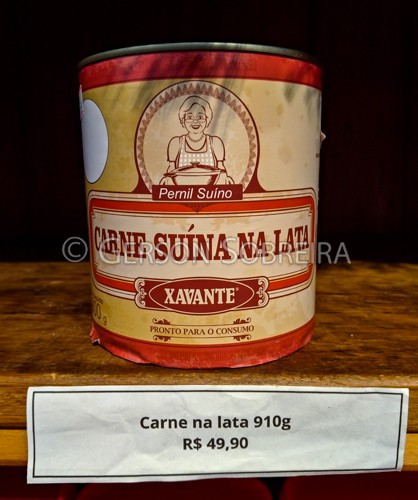 Pernil Suíno
CARNE SUÍNA NA LATA
© GERSON SOBREIRA
XAVANTE®
PRONTO PARA O CONSUMO
Carne na lata 910g
R$ 49,90